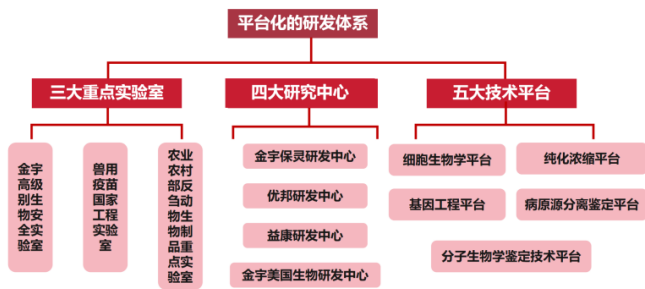 平台化的研发体系
三大重点实验室
四大研究中心
五大技术平台
金宇
高级
别生
物安
全实
验室
兽用
疫苗
国家
工程
实验
室
农业
农村
部反
刍动
物生
物制
品重
点实
验室
金宇保灵研发中心
优邦研发中心
益康研发中心
金宇美国生物研发中心
细胞生物学平台
纯化浓缩平台
基因工程平台
病原源分离鉴定平台
分子生物学鉴定技术平台